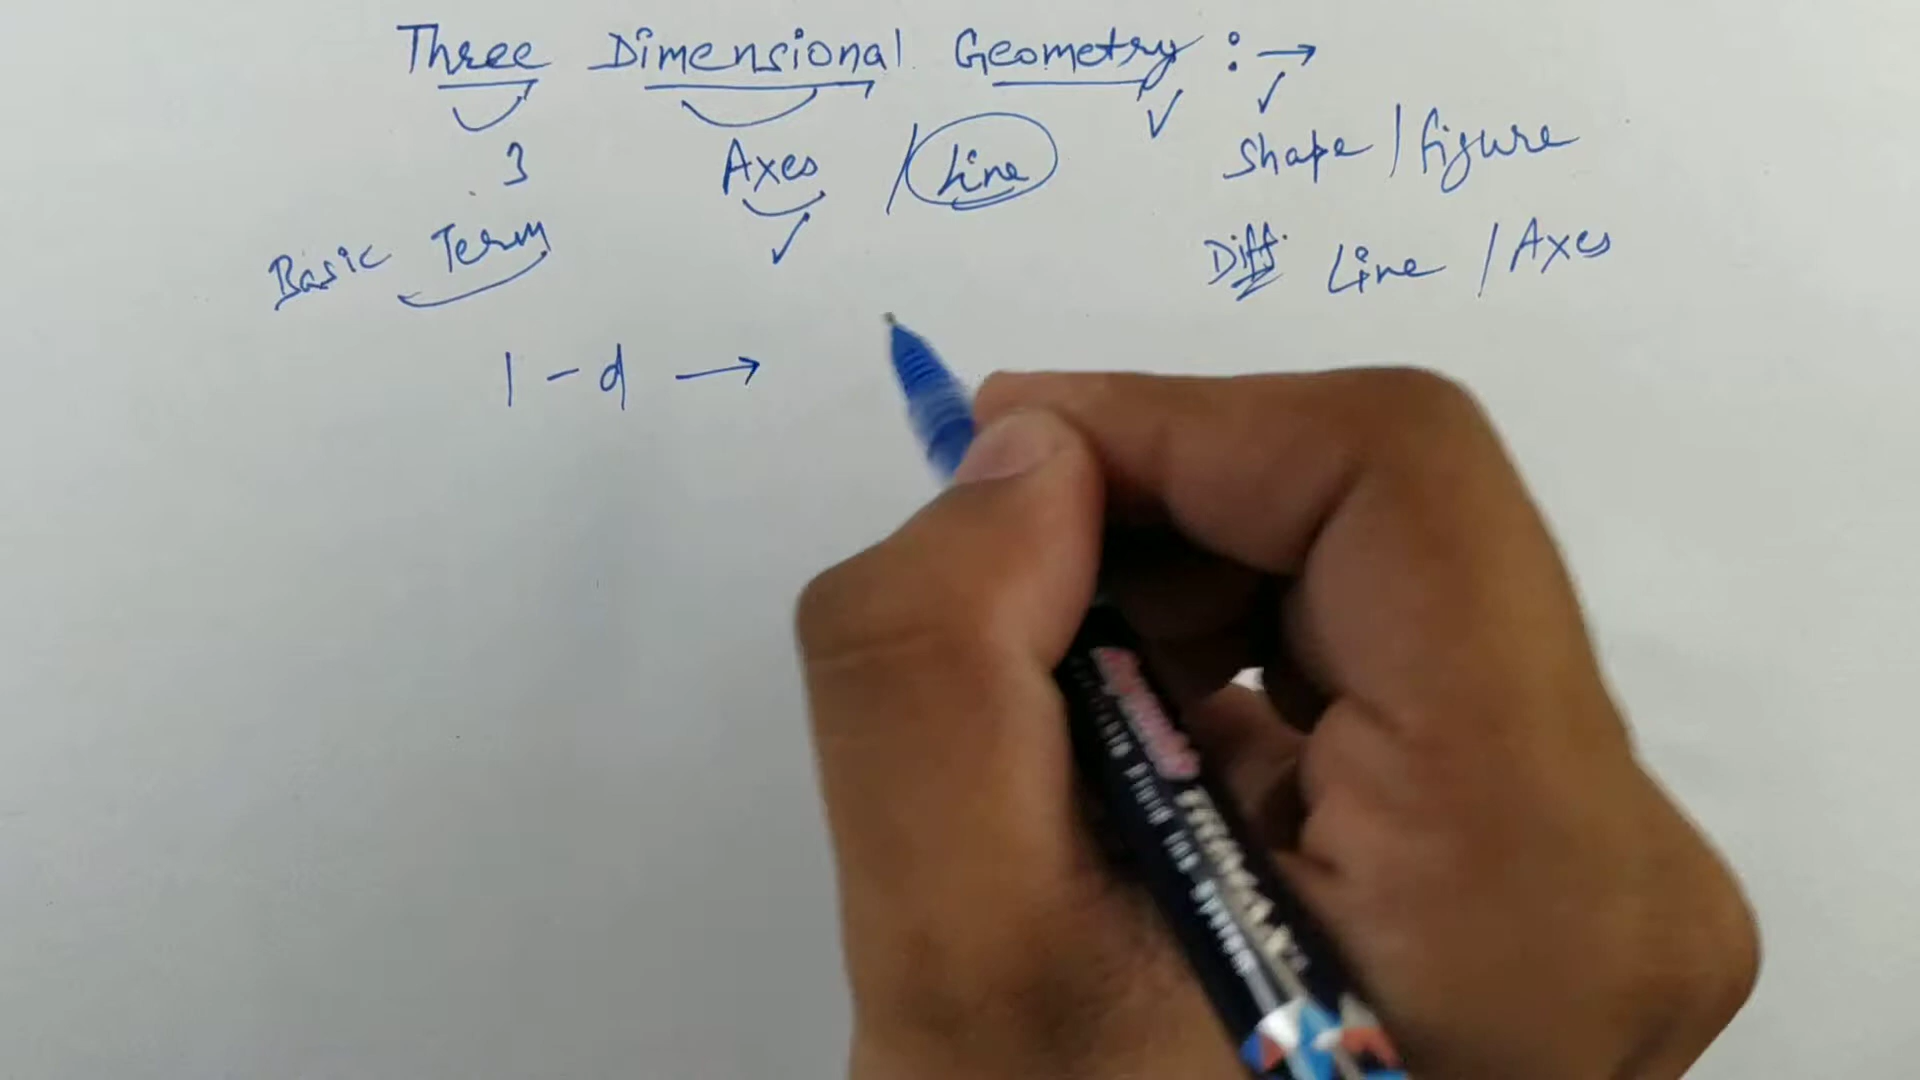 Three Dimensional Geometry : →
3 Axes / Line Shape / figure
Basic Term Diff. Line / Axes
1 - d →